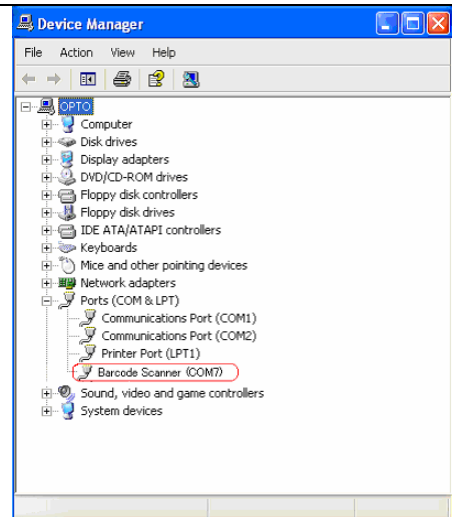 Device Manager
File Action View Help
OPTO
Computer
Disk drives
Display adapters
DVD/CD-ROM drives
Floppy disk controllers
Floppy disk drives
IDE ATA/ATAPI controllers
Keyboards
Mice and other pointing devices
Network adapters
Ports (COM & LPT)
Communications Port (COM1)
Communications Port (COM2)
Printer Port (LPT1)
Barcode Scanner (COM7)
Sound, video and game controllers
System devices